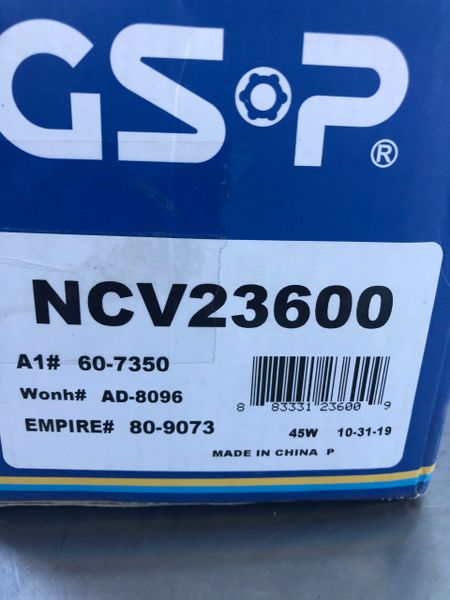 GS·P®
NCV23600
A1# 60-7350
Wonh# AD-8096
EMPIRE# 80-9073
8 83331 23600 9
45W 10-31-19
MADE IN CHINA P